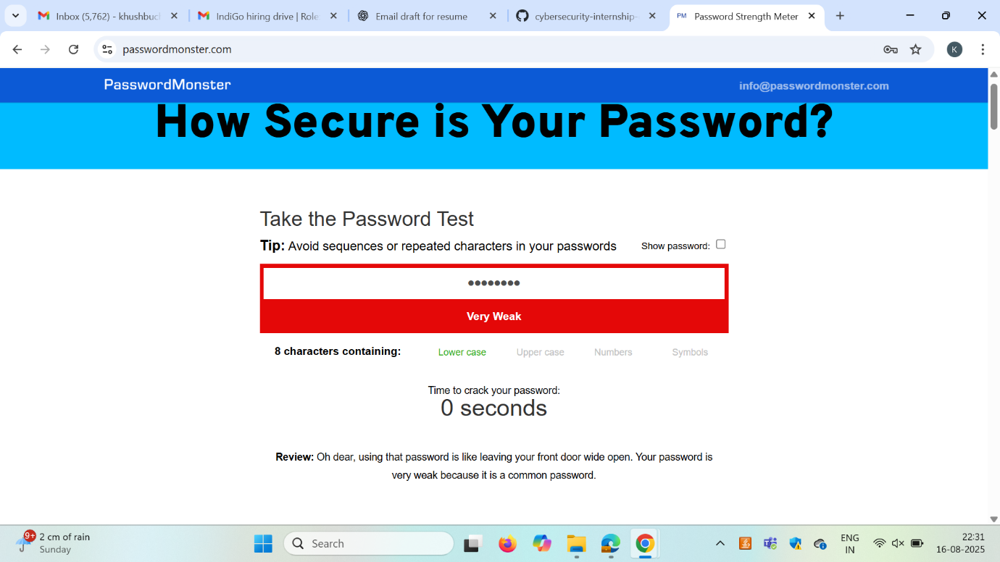 Inbox (5,762) - khushbuc
IndiGo hiring drive | Role
Email draft for resume
cybersecurity-internship-
PM Password Strength Meter
passwordmonster.com
K
PasswordMonster
info@passwordmonster.com
How Secure is Your Password?
Take the Password Test
Tip: Avoid sequences or repeated characters in your passwords
Show password:
••••••••
Very Weak
8 characters containing:
Lower case
Upper case
Numbers
Symbols
Time to crack your password:
0 seconds
Review: Oh dear, using that password is like leaving your front door wide open. Your password is
very weak because it is a common password.
9+
2 cm of rain
Sunday
Search
ENG
IN
22:31
16-08-2025